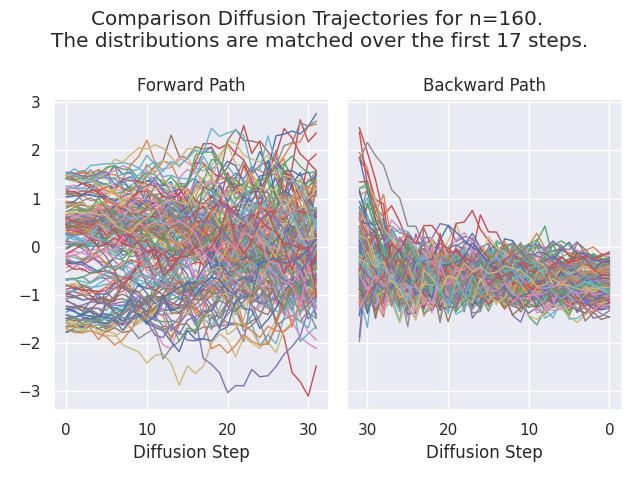 Comparison Diffusion Trajectories for n=160.
The distributions are matched over the first 17 steps.
Forward Path
Backward Path
3
2
1
0
−1
−2
−3
0 10 20 30
30 20 10 0
Diffusion Step
Diffusion Step